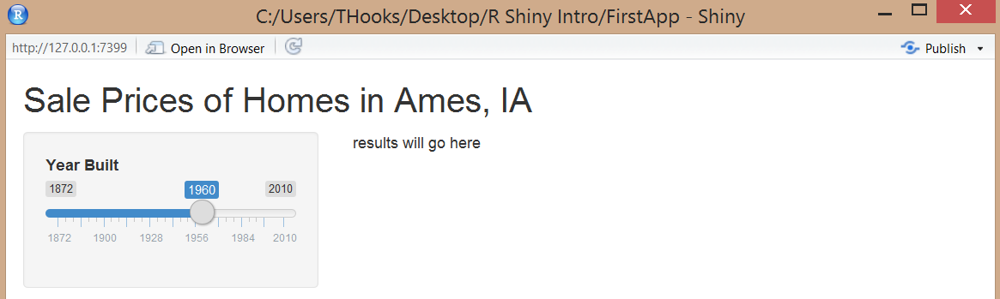 R C:/Users/THooks/Desktop/R Shiny Intro/FirstApp - Shiny
http://127.0.0.1:7399 Open in Browser Publish
Sale Prices of Homes in Ames, IA
results will go here
Year Built
1872 1960 2010
1872 1900 1928 1956 1984 2010